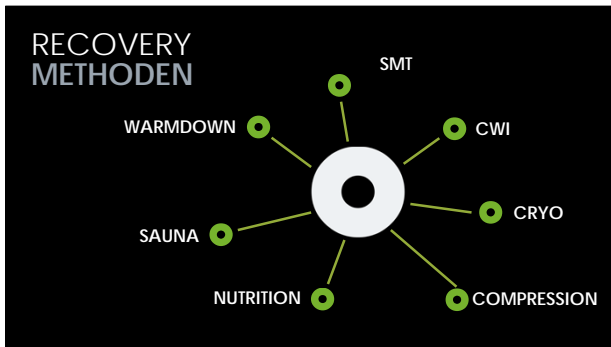 RECOVERY
METHODEN
SMT
WARMDOWN
CWI
CRYO
SAUNA
NUTRITION
COMPRESSION